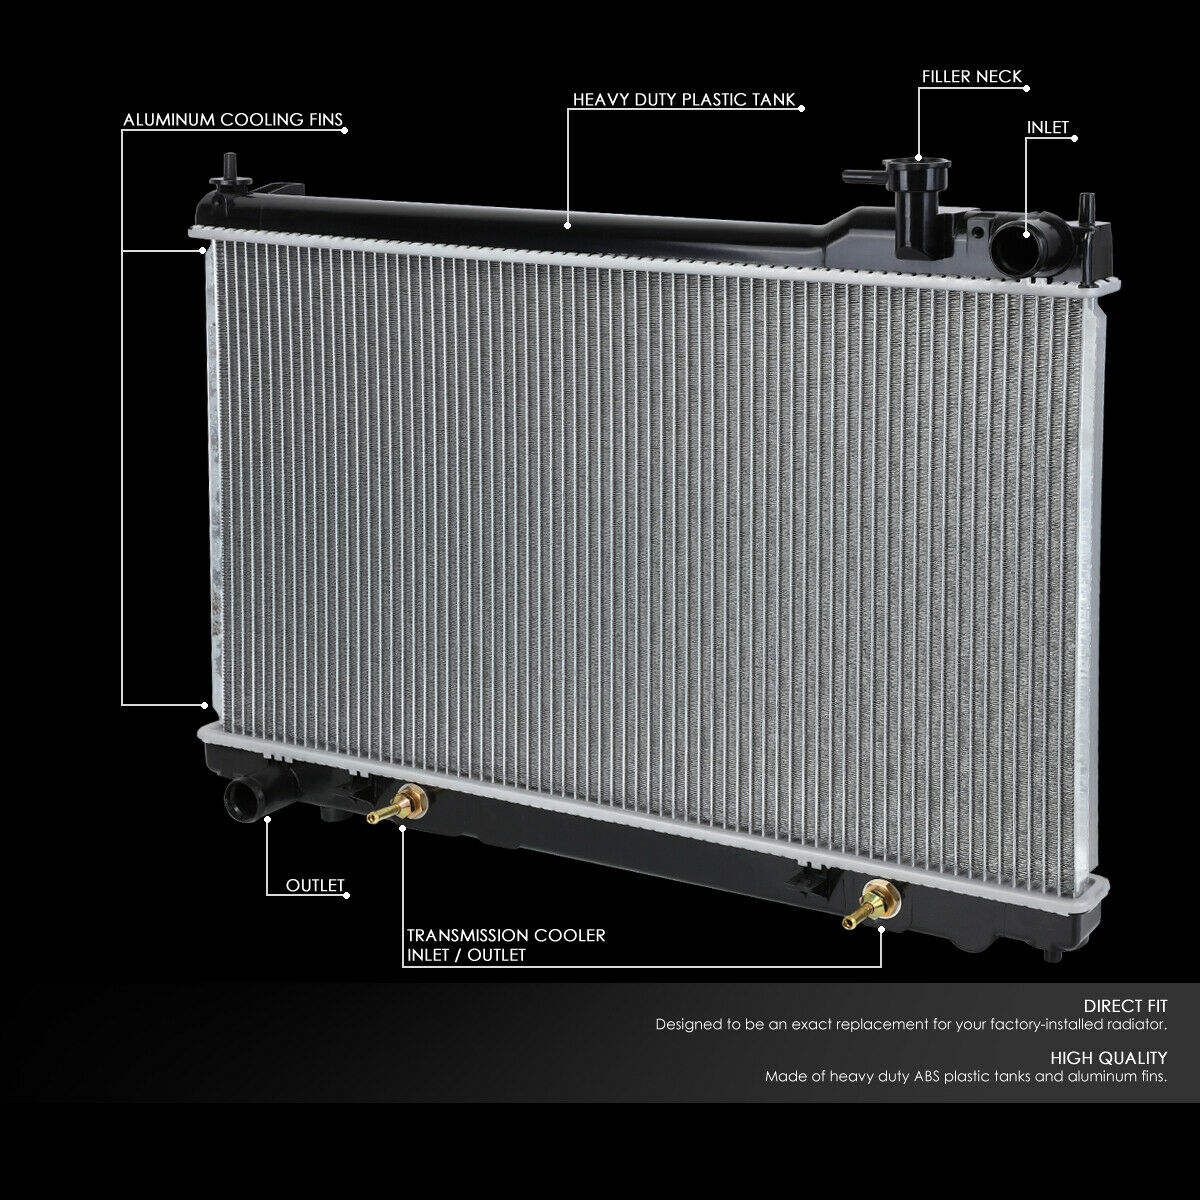 FILLER NECK
HEAVY DUTY PLASTIC TANK
ALUMINUM COOLING FINS
INLET
OUTLET
TRANSMISSION COOLER
INLET / OUTLET
DIRECT FIT
Designed to be an exact replacement for your factory-installed radiator.
HIGH QUALITY
Made of heavy duty ABS plastic tanks and aluminum fins.